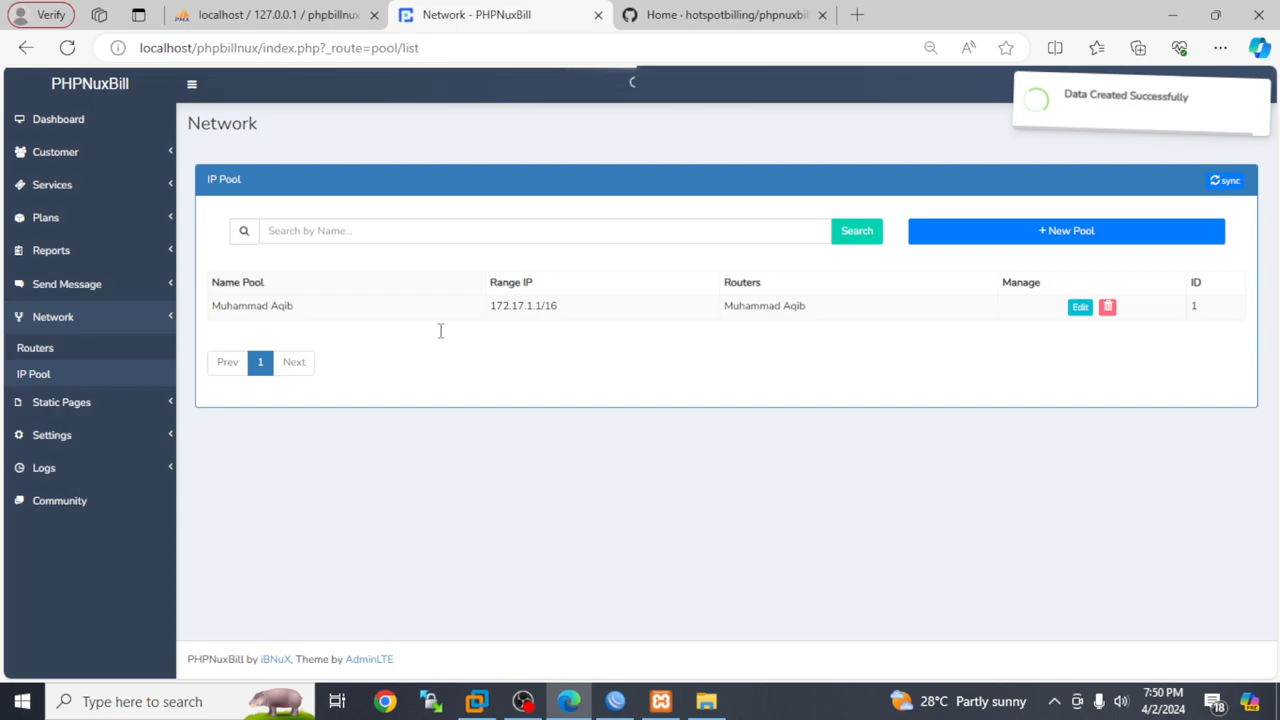 Verify
localhost / 127.0.0.1 / phpbillnux
Network - PHPNuxBill
Home · hotspotbilling/phpnuxbil
localhost/phpbillnux/index.php?_route=pool/list
PHPNuxBill
Data Created Successfully
Dashboard
Customer
Services
Plans
Reports
Send Message
Network
Routers
IP Pool
Static Pages
Settings
Logs
Community
Network
IP Pool
sync
Search by Name...
Search
+ New Pool
Name Pool Range IP Routers Manage ID
Muhammad Aqib 172.17.1.1/16 Muhammad Aqib Edit 1
Prev 1 Next
PHPNuxBill by iBNuX, Theme by AdminLTE
Type here to search
28°C Partly sunny
7:50 PM
4/2/2024
18